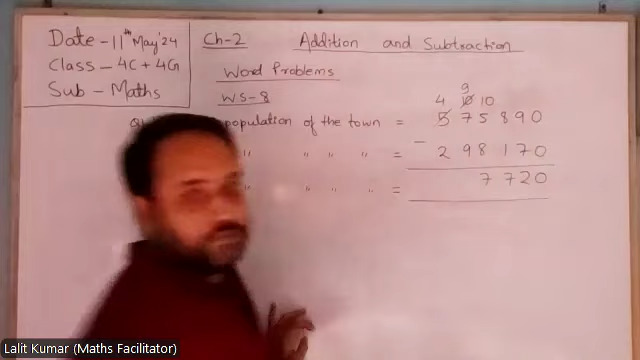 Date - 11th May'24
Class - 4C + 4G
Sub - Maths
Ch-2 Addition and Subtraction
Word Problems
WS-8
4 9 10 10
population of the town = 5 7 5 8 9 0
" " " " = - 2 9 8 1 7 0
" " " " = 7 7 2 0
Lalit Kumar (Maths Facilitator)